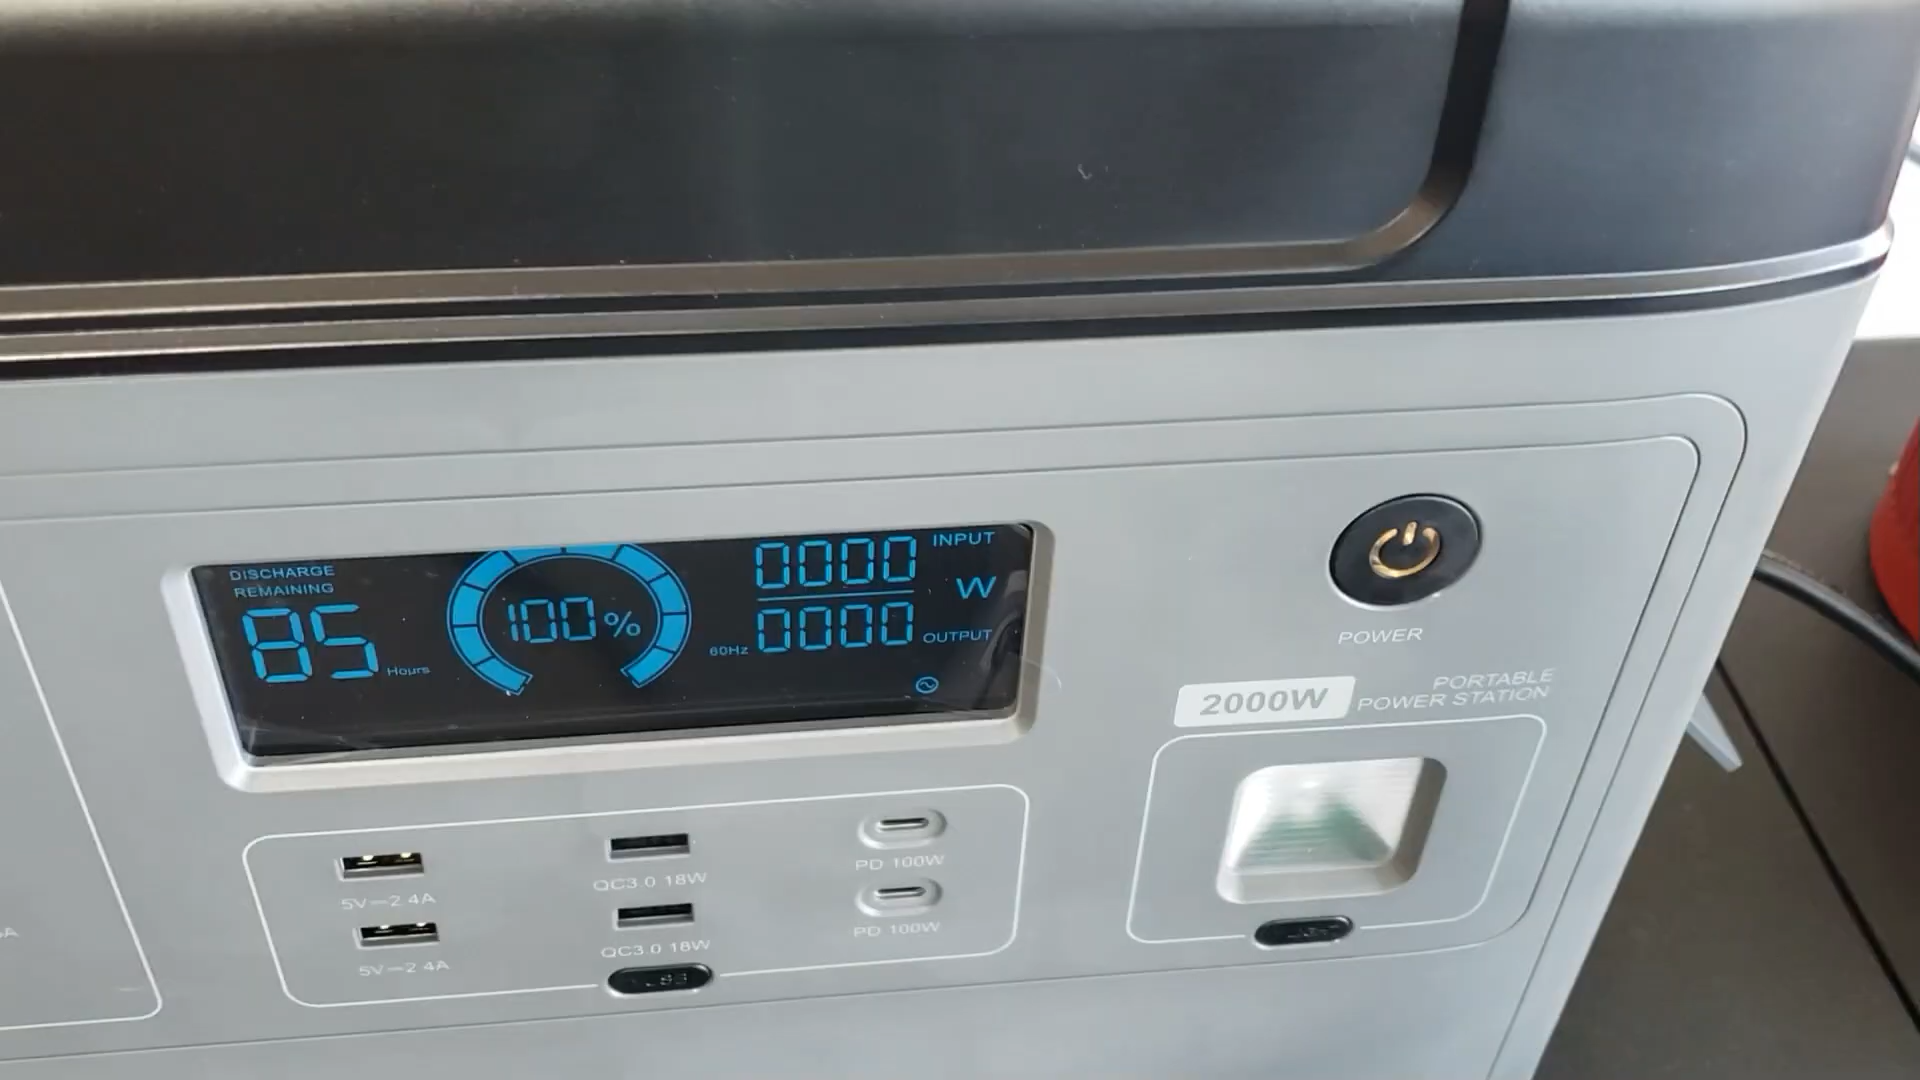 DISCHARGE
REMAINING
85 Hours
100%
0000 INPUT
W
60Hz 0000 OUTPUT
POWER
2000W PORTABLE
POWER STATION
5V⎓2.4A
QC3.0 18W
PD 100W
5V⎓2.4A
QC3.0 18W
PD 100W